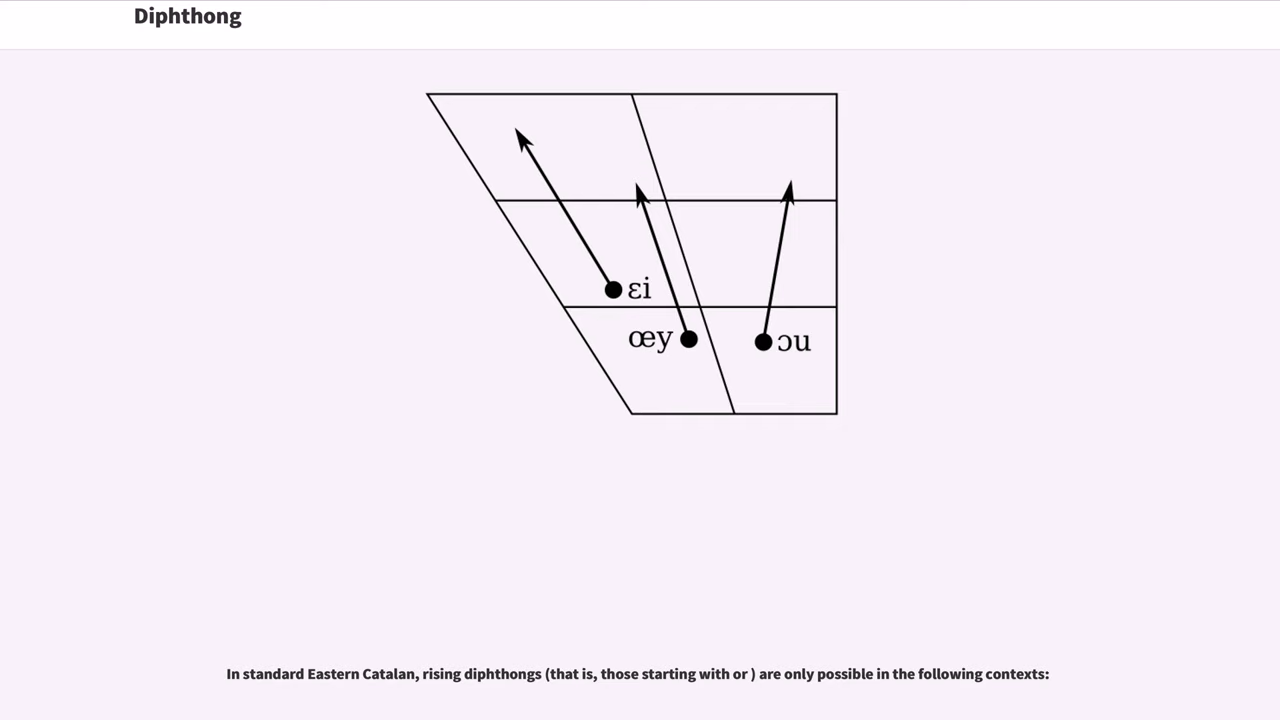 Diphthong
ɛi
œy
ɔu
In standard Eastern Catalan, rising diphthongs (that is, those starting with or ) are only possible in the following contexts: